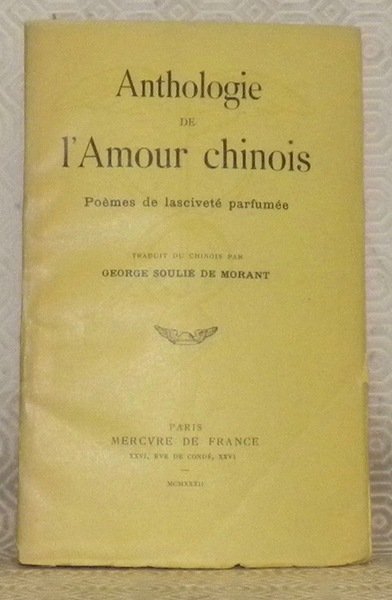 Anthologie
DE
l'Amour chinois
Poèmes de lasciveté parfumée
TRADUIT DU CHINOIS PAR
GEORGE SOULIÉ DE MORANT
PARIS
MERCVRE DE FRANCE
XXVI, RVE DE CONDÉ, XXVI
MCMXXXII